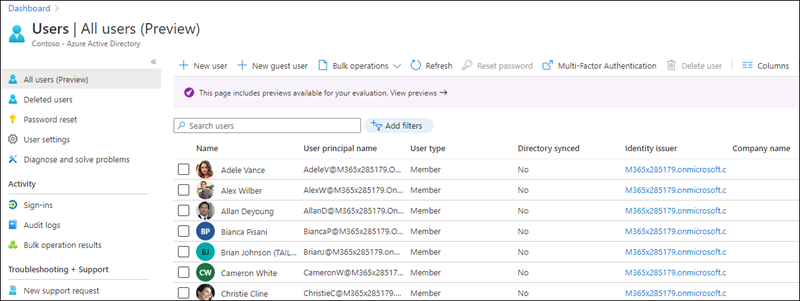 Dashboard >
Users | All users (Preview)
Contoso - Azure Active Directory
«
All users (Preview)
Deleted users
Password reset
User settings
Diagnose and solve problems
Activity
Sign-ins
Audit logs
Bulk operation results
Troubleshooting + Support
New support request
+ New user + New guest user Bulk operations Refresh Reset password Multi-Factor Authentication Delete user Columns
This page includes previews available for your evaluation. View previews →
Search users Add filters
Name User principal name User type Directory synced Identity issuer Company name
Adele Vance AdeleV@M365x285179.On... Member No M365x285179.onmicrosoft.c
Alex Wilber AlexW@M365x285179.O... Member No M365x285179.onmicrosoft.c
Allan Deyoung AllanD@M365x285179.O... Member No M365x285179.onmicrosoft.c
BP Bianca Pisani BiancaP@M365x285179.O... Member No M365x285179.onmicrosoft.c
BJ Brian Johnson (TAIL... BrianJ@M365x285179.on... Member No M365x285179.onmicrosoft.c
CW Cameron White CameronW@M365x2851... Member No M365x285179.onmicrosoft.c
Christie Cline ChristieC@M365x285179... Member No M365x285179.onmicrosoft.c